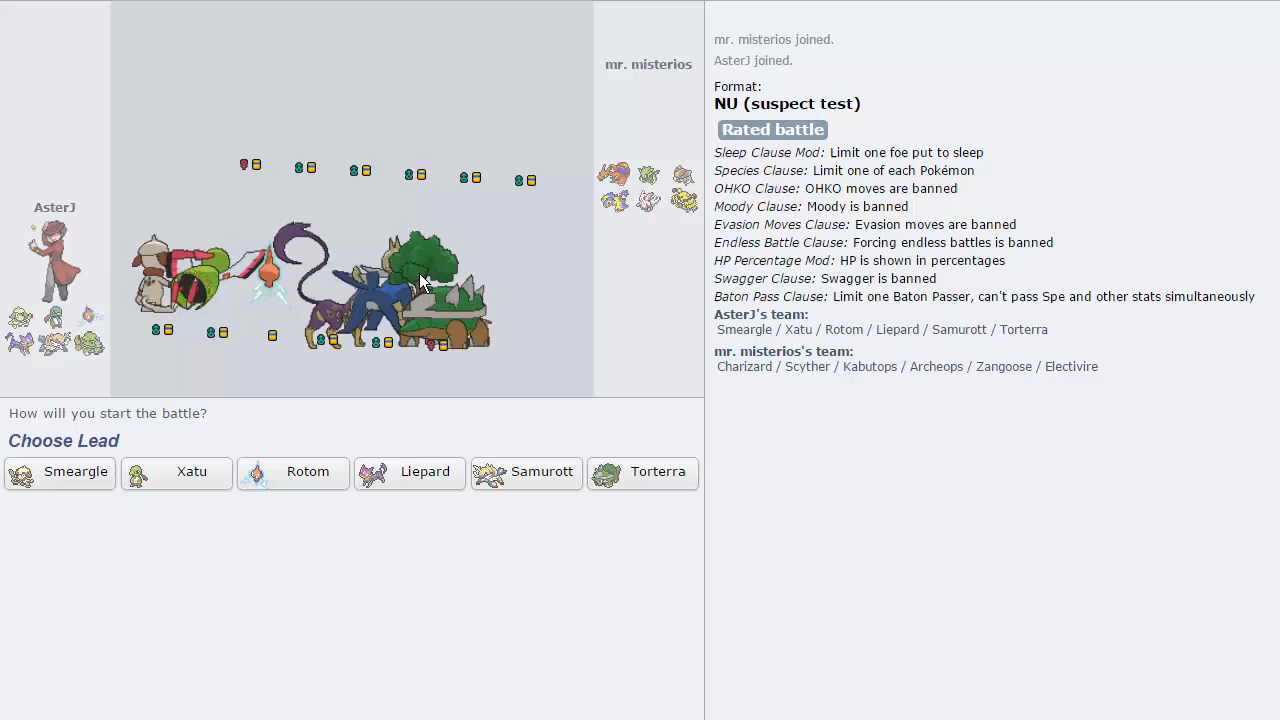 mr. misterios
AsterJ
mr. misterios joined.
AsterJ joined.
Format:
NU (suspect test)
Rated battle
Sleep Clause Mod: Limit one foe put to sleep
Species Clause: Limit one of each Pokémon
OHKO Clause: OHKO moves are banned
Moody Clause: Moody is banned
Evasion Moves Clause: Evasion moves are banned
Endless Battle Clause: Forcing endless battles is banned
HP Percentage Mod: HP is shown in percentages
Swagger Clause: Swagger is banned
Baton Pass Clause: Limit one Baton Passer, can't pass Spe and other stats simultaneously
AsterJ's team:
Smeargle / Xatu / Rotom / Liepard / Samurott / Torterra
mr. misterios's team:
Charizard / Scyther / Kabutops / Archeops / Zangoose / Electivire
How will you start the battle?
Choose Lead
Smeargle
Xatu
Rotom
Liepard
Samurott
Torterra